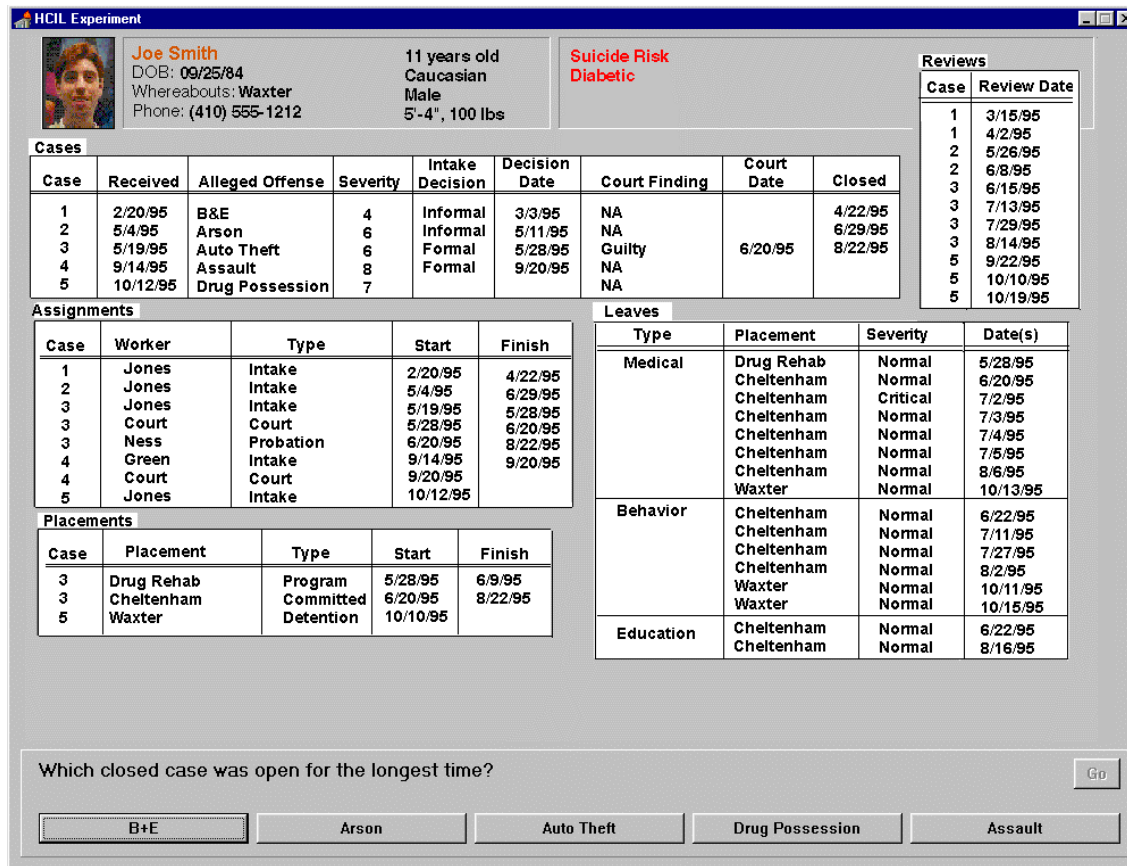 HCIL Experiment
Joe Smith
DOB: 09/25/84
Whereabouts: Waxter
Phone: (410) 555-1212
11 years old
Caucasian
Male
5'-4", 100 lbs
Suicide Risk
Diabetic
Reviews
Case Review Date
1 3/15/95
1 4/2/95
2 5/26/95
2 6/8/95
3 6/15/95
3 7/13/95
3 7/29/95
3 8/14/95
5 9/22/95
5 10/10/95
5 10/19/95
Cases
Case Received Alleged Offense Severity Intake Decision Decision Date Court Finding Court Date Closed
1 2/20/95 B&E 4 Informal 3/3/95 NA 4/22/95
2 5/4/95 Arson 6 Informal 5/11/95 NA 6/29/95
3 5/19/95 Auto Theft 6 Formal 5/28/95 Guilty 6/20/95 8/22/95
4 9/14/95 Assault 8 Formal 9/20/95 NA
5 10/12/95 Drug Possession 7 NA
Assignments
Case Worker Type Start Finish
1 Jones Intake 2/20/95 4/22/95
2 Jones Intake 5/4/95 6/29/95
3 Jones Intake 5/19/95 5/28/95
3 Court Court 5/28/95 6/20/95
3 Ness Probation 6/20/95 8/22/95
4 Green Intake 9/14/95 9/20/95
4 Court Court 9/20/95
5 Jones Intake 10/12/95
Placements
Case Placement Type Start Finish
3 Drug Rehab Program 5/28/95 6/9/95
3 Cheltenham Committed 6/20/95 8/22/95
5 Waxter Detention 10/10/95
Leaves
Type Placement Severity Date(s)
Medical Drug Rehab Normal 5/28/95
Cheltenham Normal 6/20/95
Cheltenham Critical 7/2/95
Cheltenham Normal 7/3/95
Cheltenham Normal 7/4/95
Cheltenham Normal 7/5/95
Cheltenham Normal 8/6/95
Waxter Normal 10/13/95
Behavior Cheltenham Normal 6/22/95
Cheltenham Normal 7/11/95
Cheltenham Normal 7/27/95
Cheltenham Normal 8/2/95
Waxter Normal 10/11/95
Waxter Normal 10/15/95
Education Cheltenham Normal 6/22/95
Cheltenham Normal 8/16/95
Which closed case was open for the longest time?
Go
B+E Arson Auto Theft Drug Possession Assault